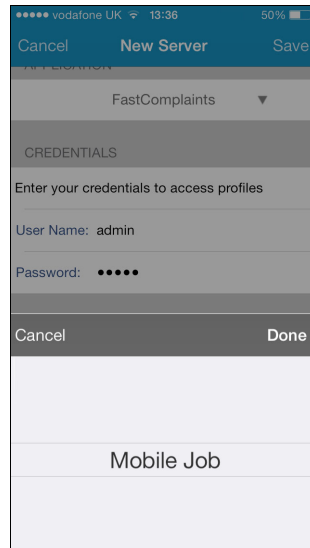 vodafone UK 13:36 50%
Cancel New Server Save
APPLICATION
FastComplaints ▼
CREDENTIALS
Enter your credentials to access profiles
User Name: admin
Password: •••••
Cancel Done
Mobile Job